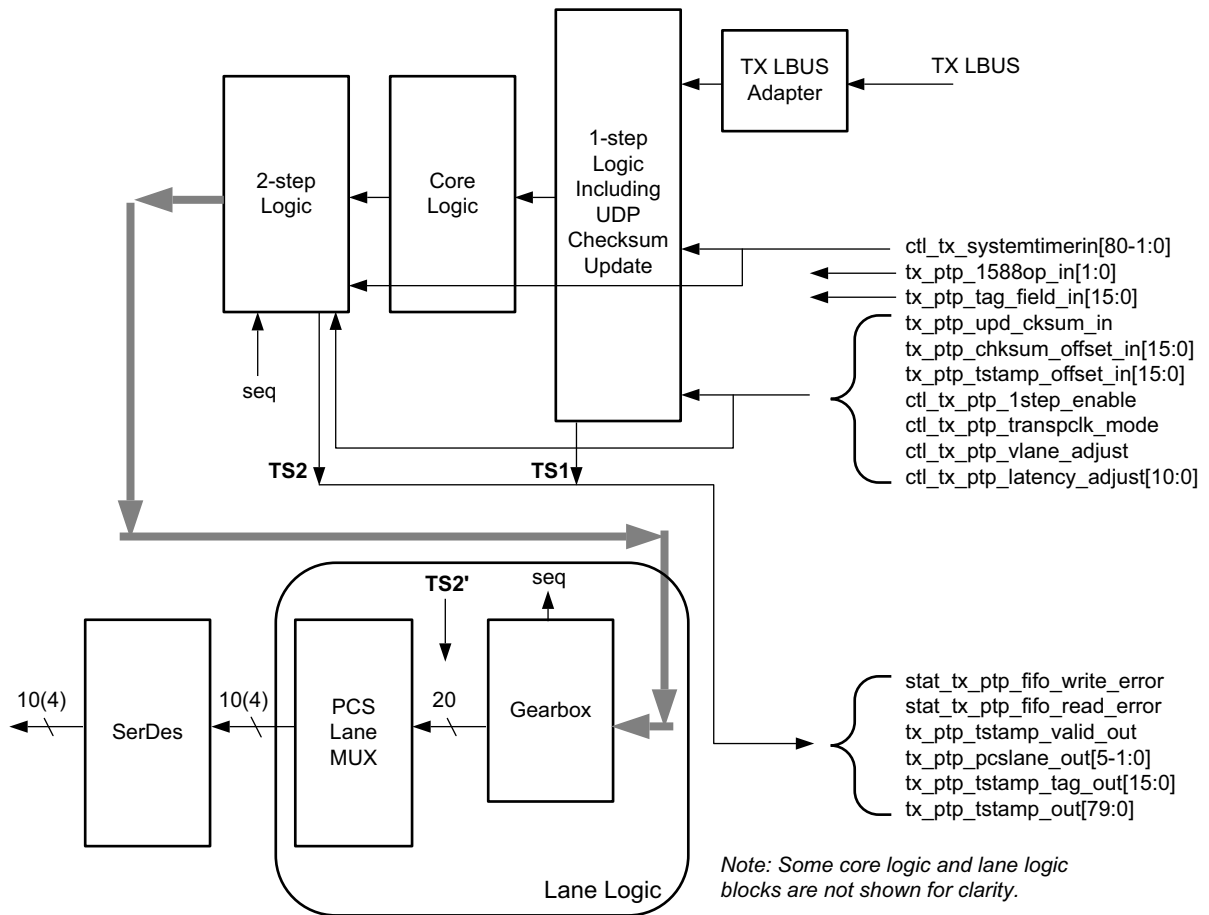 TX LBUS
Adapter
TX LBUS
2-step
Logic
Core
Logic
1-step
Logic
Including
UDP
Checksum
Update
ctl_tx_systemtimerin[80-1:0]
tx_ptp_1588op_in[1:0]
tx_ptp_tag_field_in[15:0]
tx_ptp_upd_cksum_in
tx_ptp_chksum_offset_in[15:0]
tx_ptp_tstamp_offset_in[15:0]
ctl_tx_ptp_1step_enable
ctl_tx_ptp_transpclk_mode
ctl_tx_ptp_vlane_adjust
ctl_tx_ptp_latency_adjust[10:0]
seq
TS2
TS1
TS2'
seq
10(4)
SerDes
10(4)
PCS
Lane
MUX
20
Gearbox
Lane Logic
stat_tx_ptp_fifo_write_error
stat_tx_ptp_fifo_read_error
tx_ptp_tstamp_valid_out
tx_ptp_pcslane_out[5-1:0]
tx_ptp_tstamp_tag_out[15:0]
tx_ptp_tstamp_out[79:0]
Note: Some core logic and lane logic
blocks are not shown for clarity.